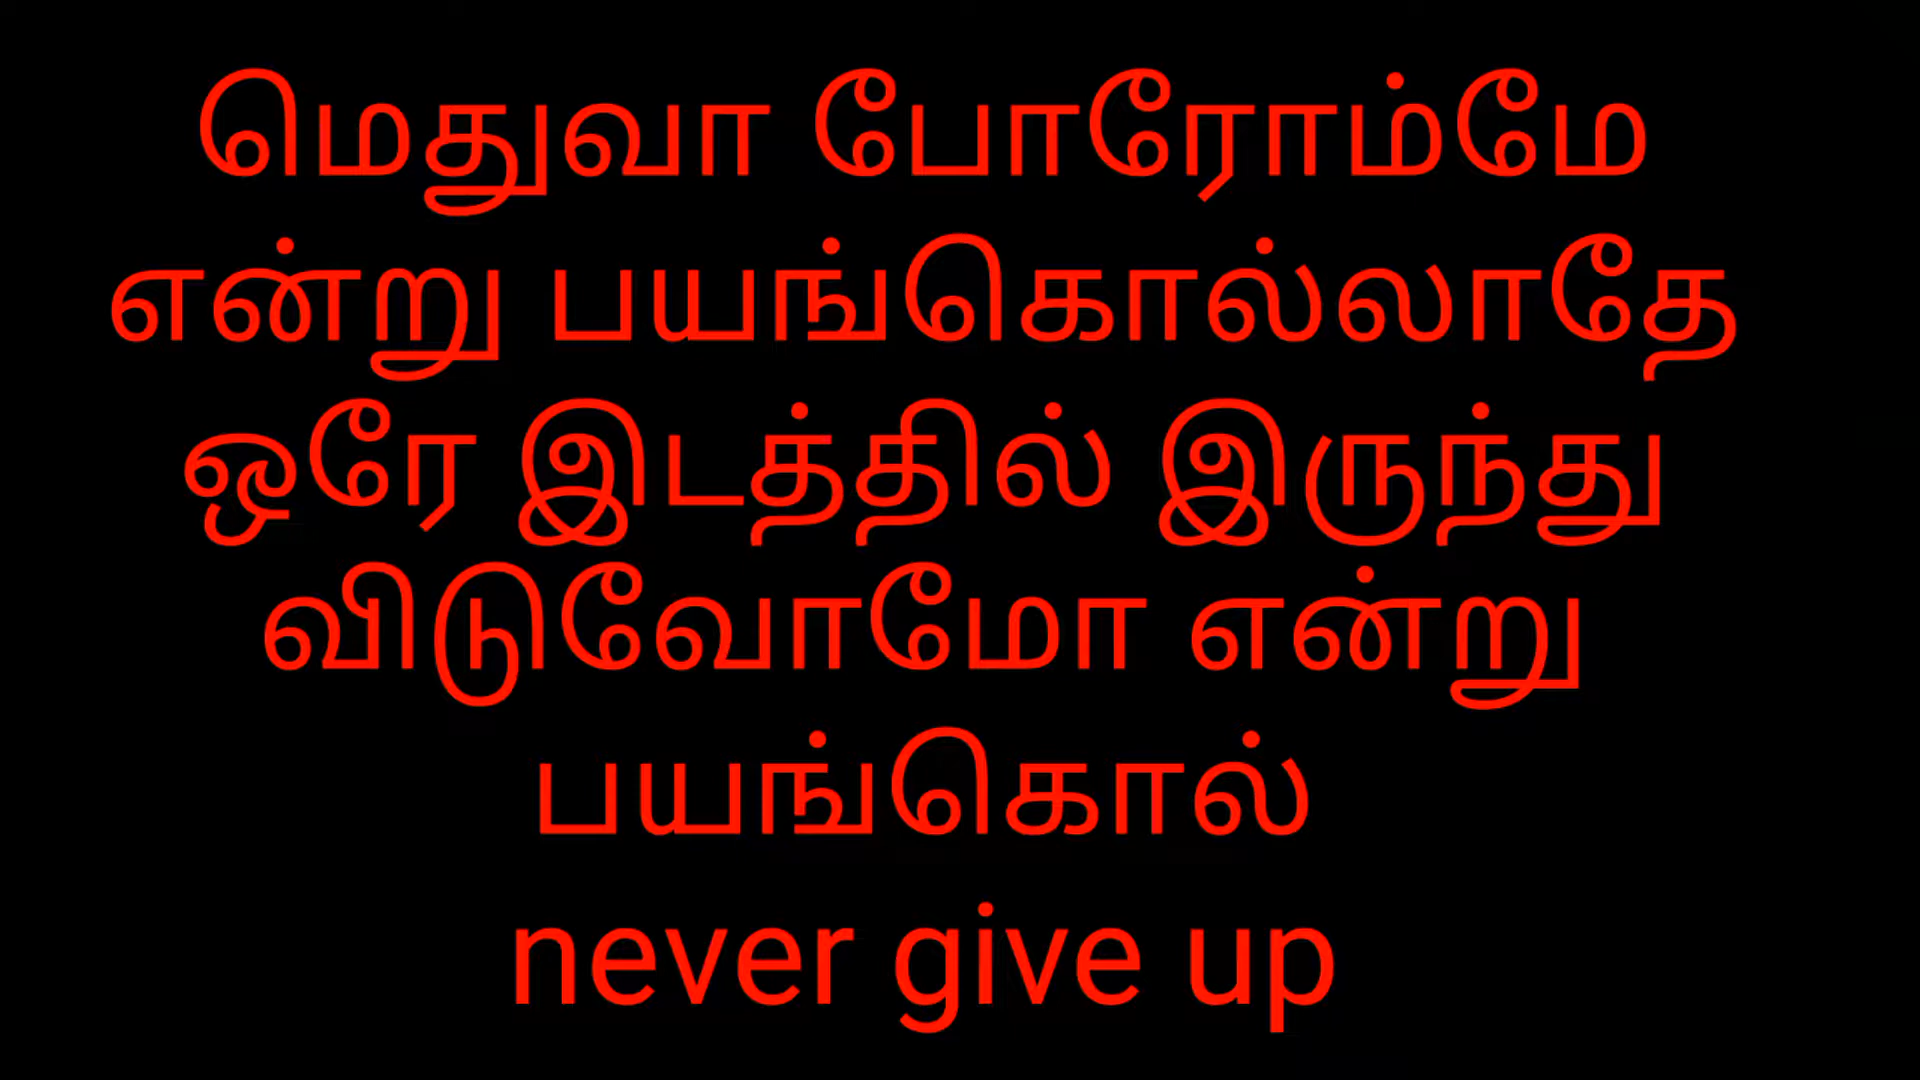 மெதுவா போரோம்மே
என்று பயங்கொல்லாதே
ஒரே இடத்தில் இருந்து
விடுவோமோ என்று
பயங்கொல்
never give up